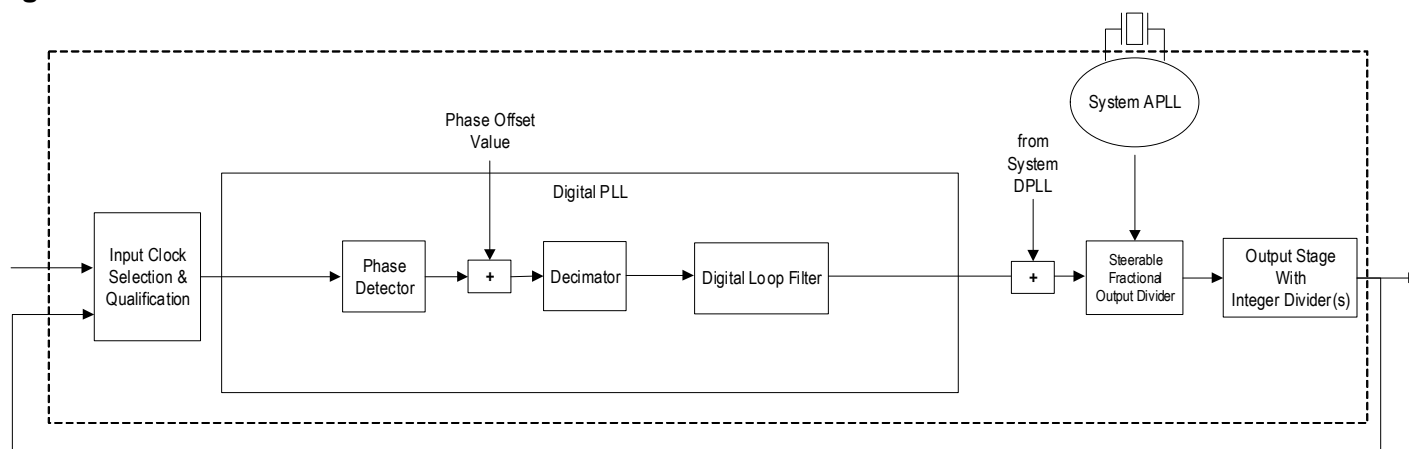 g
System APLL
Phase Offset
Value
from
System
DPLL
Digital PLL
Input Clock
Selection &
Qualification
Phase
Detector
+
Decimator
Digital Loop Filter
+
Steerable
Fractional
Output Divider
Output Stage
With
Integer Divider(s)